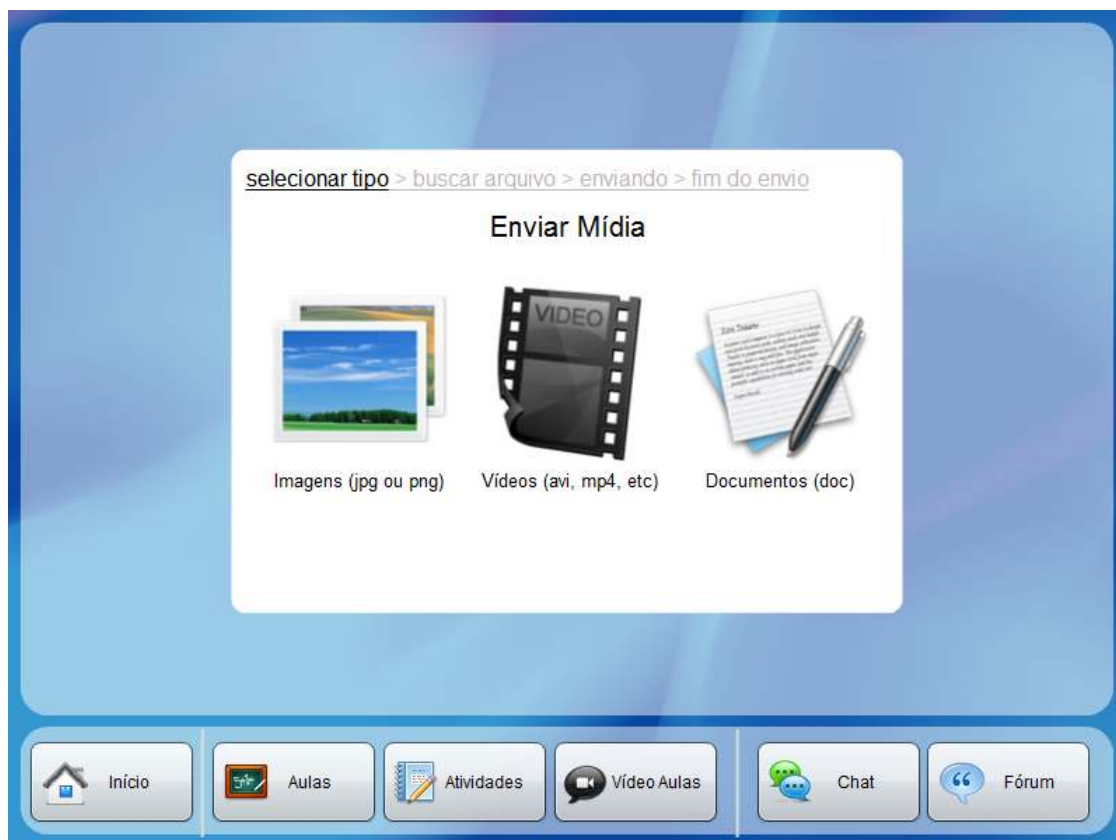 selecionar tipo > buscar arquivo > enviando > fim do envio
Enviar Mídia
VIDEO
Imagens (jpg ou png) Vídeos (avi, mp4, etc) Documentos (doc)
Início Aulas Atividades Vídeo Aulas Chat Fórum